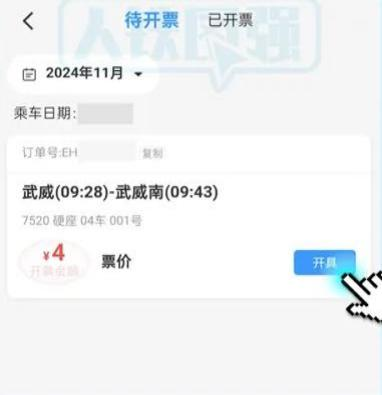 待开票 已开票
2024年11月
乘车日期:
订单号:EH 复制
武威(09:28)-武威南(09:43)
7520 硬座 04车 001号
¥4 票价 开具
开票金额